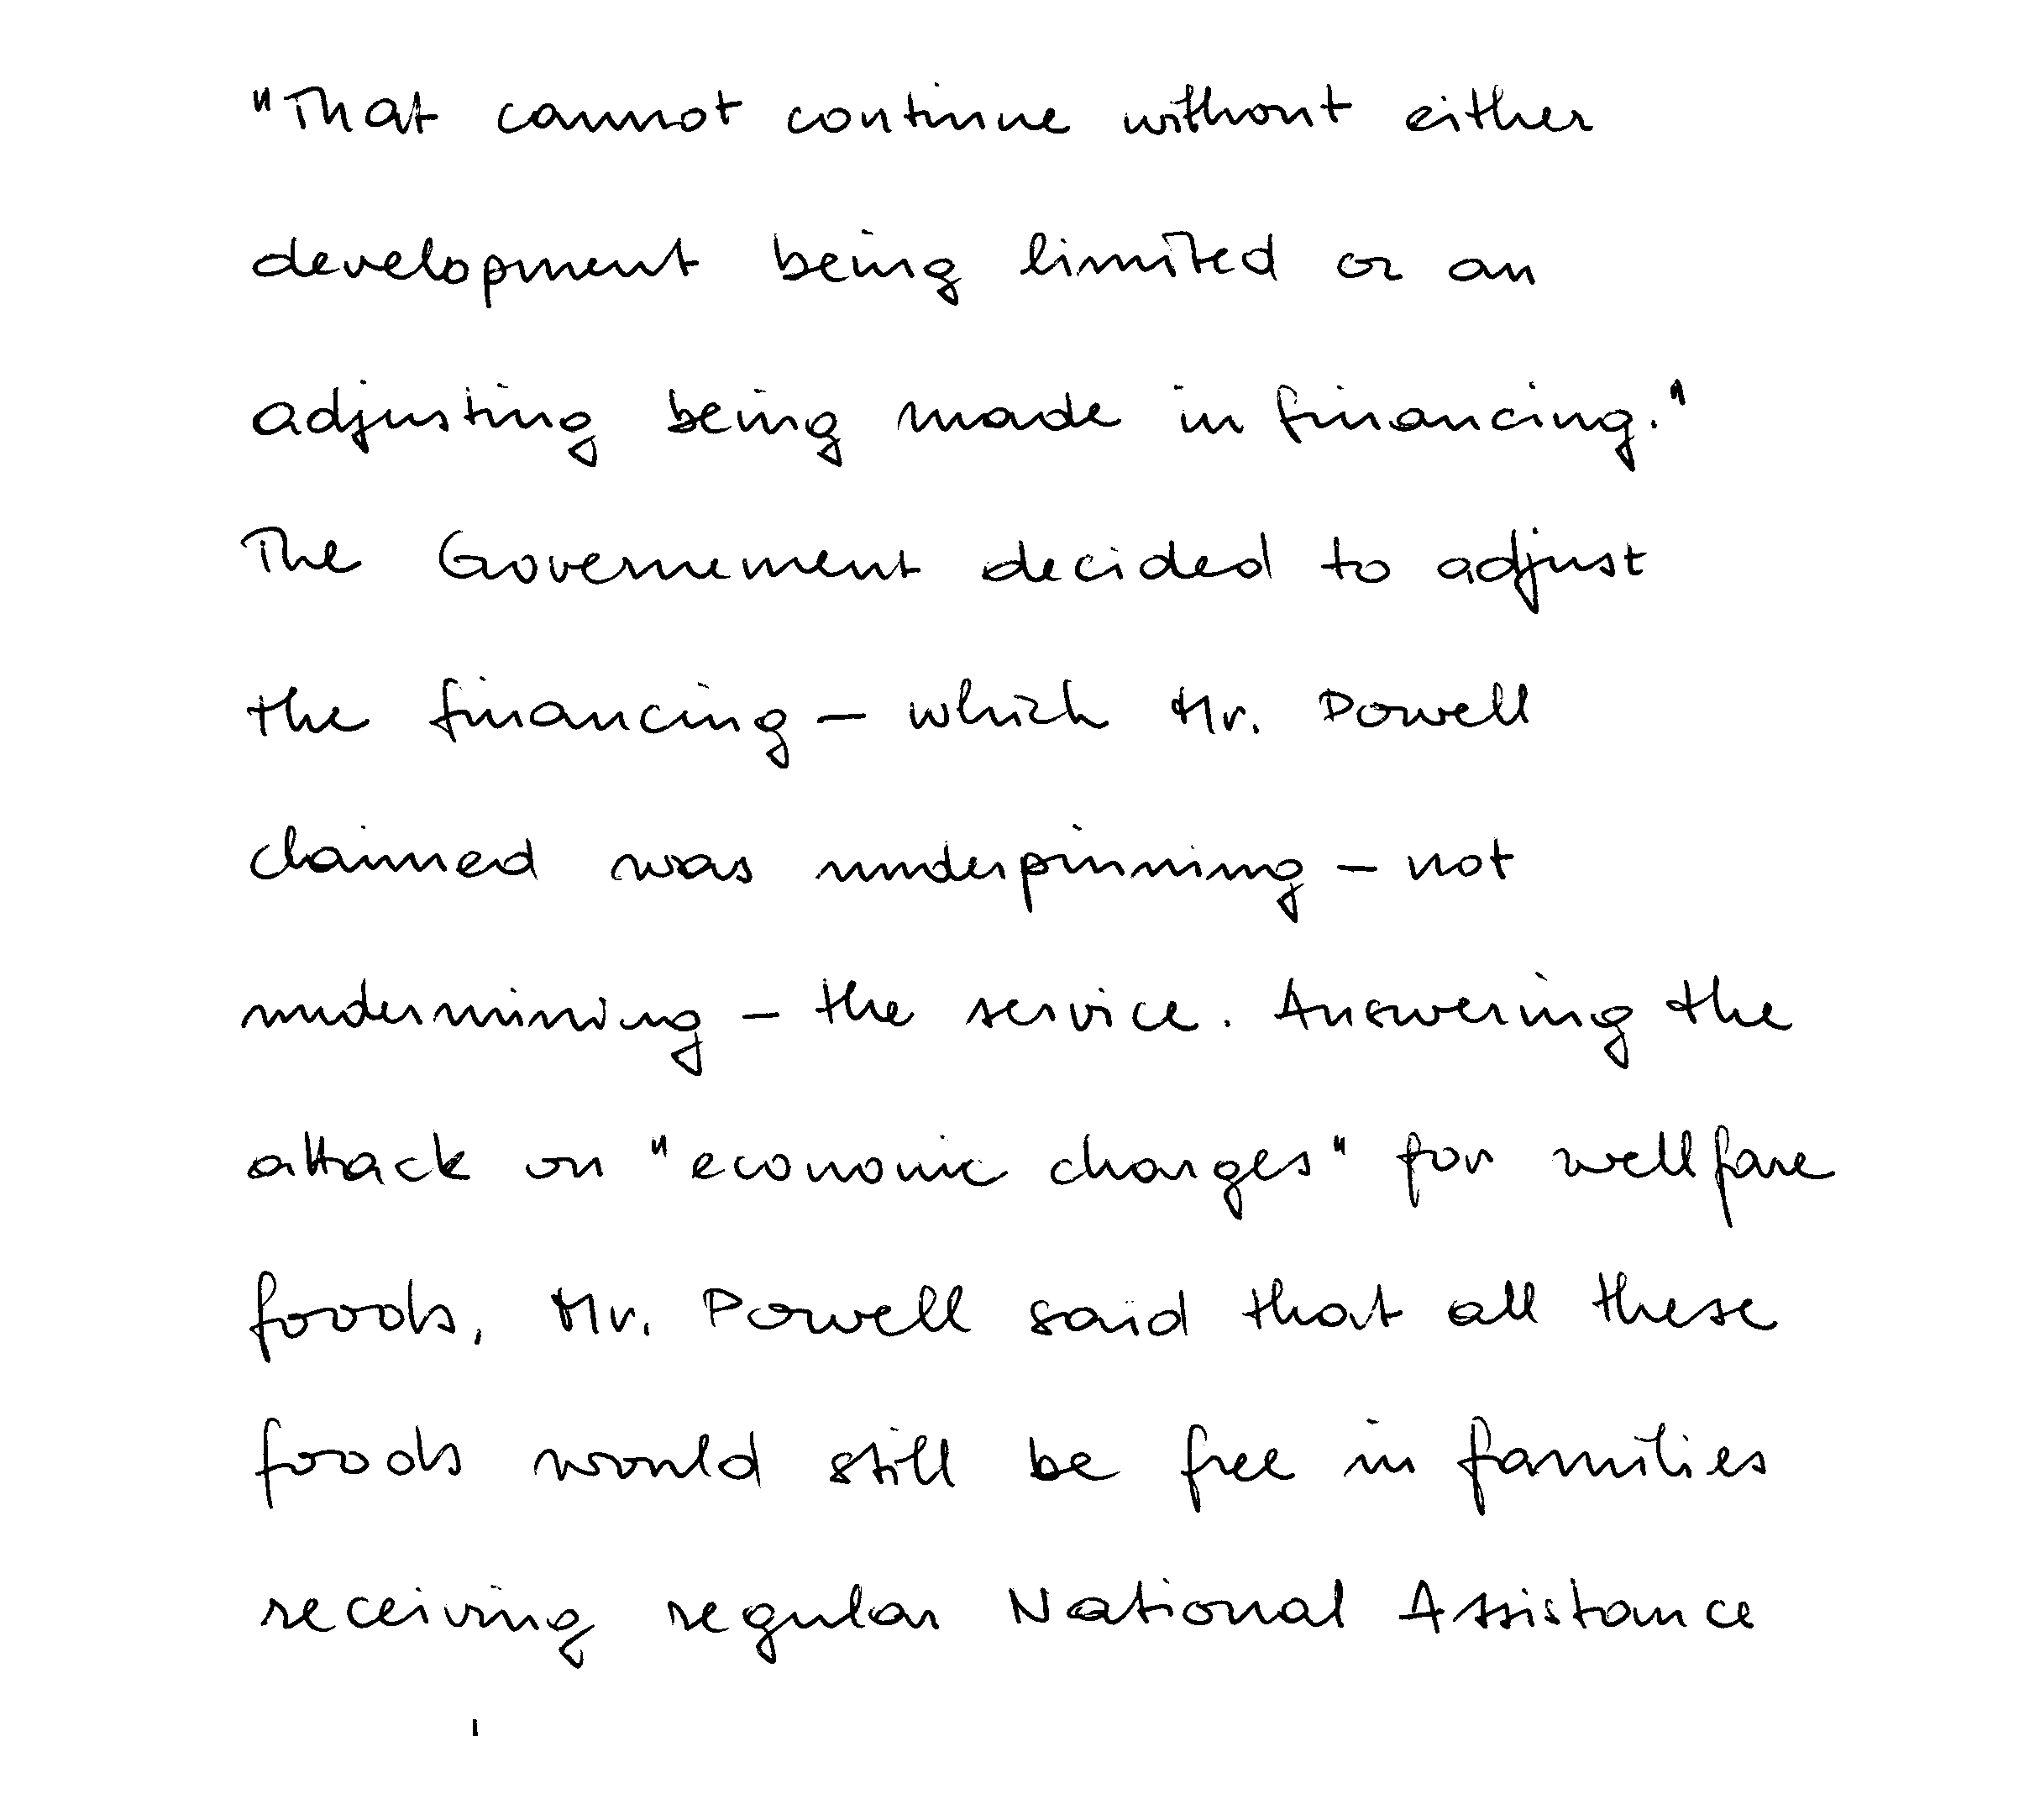 "That cannot continue without either
development being limited or an
adjusting being made in financing."
The Governement decided to adjust
the financing – which Mr. Powell
claimed was underpinning – not
undermining – the service. Answering the
attack on "economic charges" for wellfare
foods, Mr. Powell said that all these
foods would still be free in families
receiving regular National Assistance